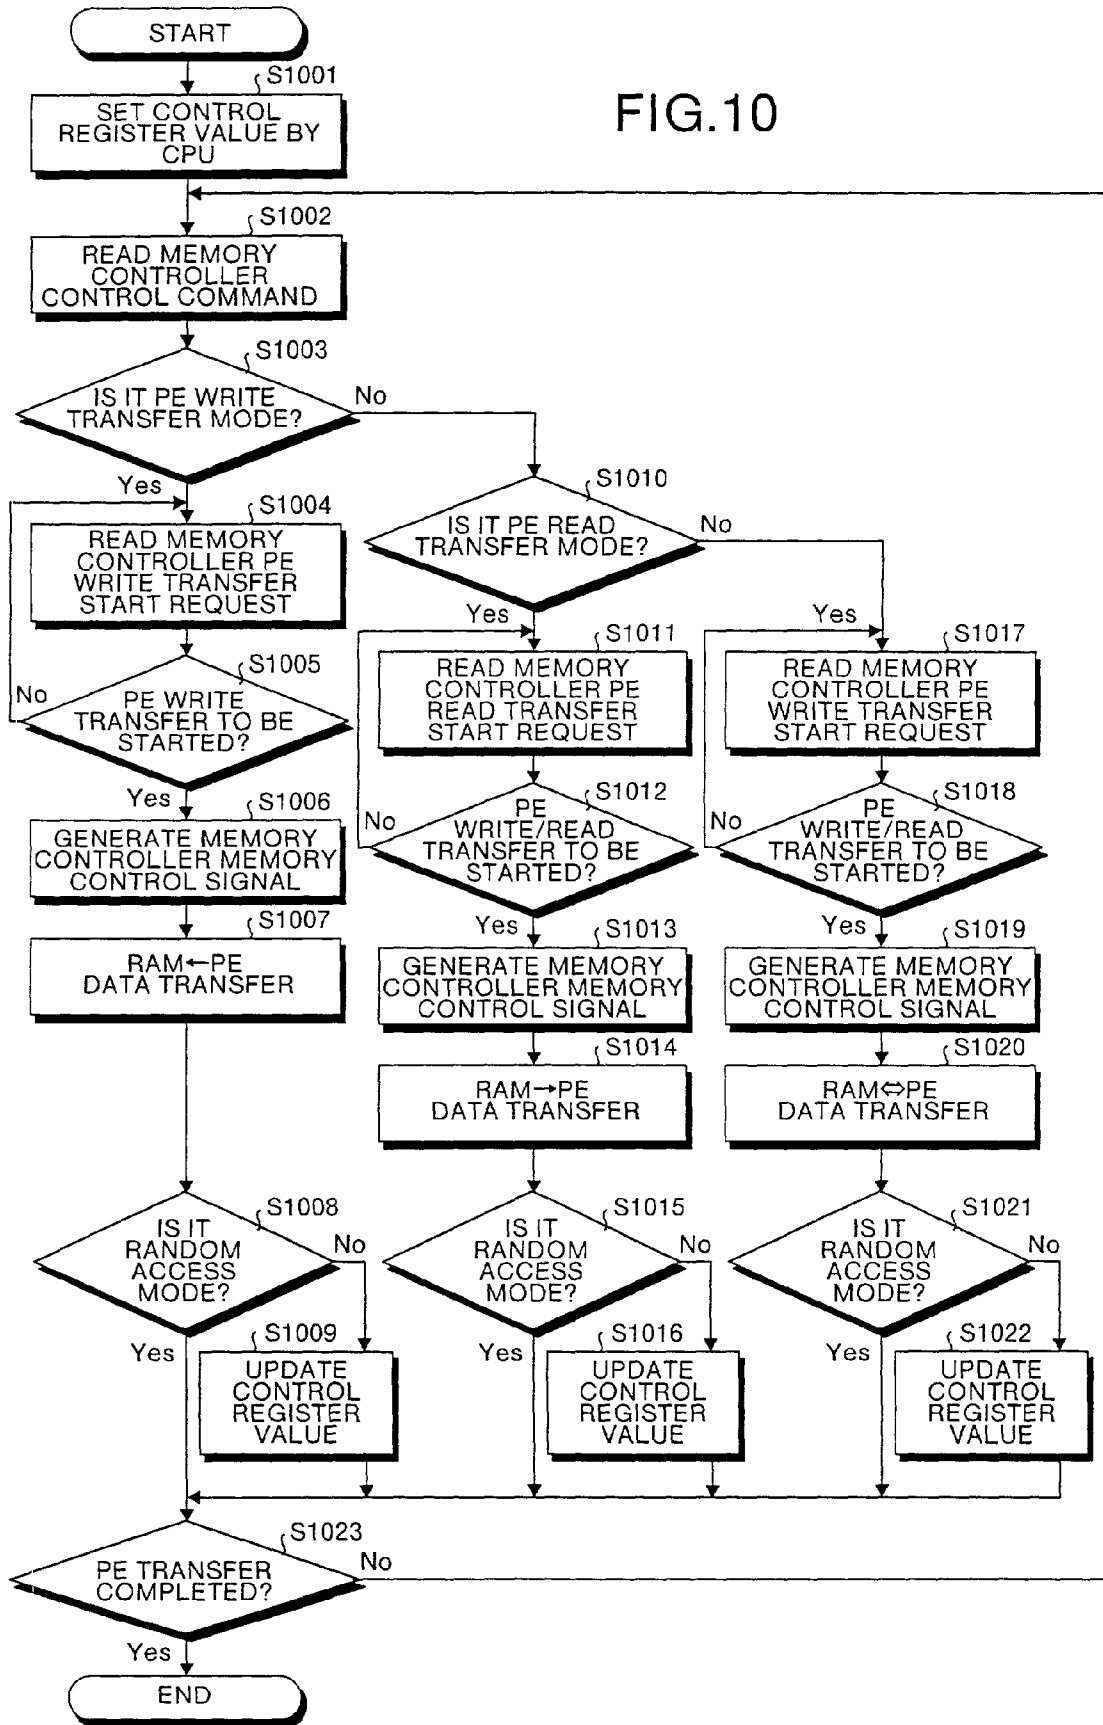 START
S1001
SET CONTROL
REGISTER VALUE BY
CPU
FIG.10
S1002
READ MEMORY
CONTROLLER
CONTROL COMMAND
S1003
IS IT PE WRITE
TRANSFER MODE?
No
Yes
S1004
READ MEMORY
CONTROLLER PE
WRITE TRANSFER
START REQUEST
S1005
No
PE WRITE
TRANSFER TO BE
STARTED?
Yes
S1006
GENERATE MEMORY
CONTROLLER MEMORY
CONTROL SIGNAL
S1007
RAM←PE
DATA TRANSFER
S1008
IS IT
RANDOM
ACCESS
MODE?
No
Yes
S1009
UPDATE
CONTROL
REGISTER
VALUE
S1010
IS IT PE READ
TRANSFER MODE?
No
Yes
S1011
READ MEMORY
CONTROLLER PE
READ TRANSFER
START REQUEST
S1012
No
PE
WRITE/READ
TRANSFER TO BE
STARTED?
Yes
S1013
GENERATE MEMORY
CONTROLLER MEMORY
CONTROL SIGNAL
S1014
RAM→PE
DATA TRANSFER
S1015
IS IT
RANDOM
ACCESS
MODE?
No
Yes
S1016
UPDATE
CONTROL
REGISTER
VALUE
Yes
S1017
READ MEMORY
CONTROLLER PE
WRITE TRANSFER
START REQUEST
S1018
No
PE
WRITE/READ
TRANSFER TO BE
STARTED?
Yes
S1019
GENERATE MEMORY
CONTROLLER MEMORY
CONTROL SIGNAL
S1020
RAM⇔PE
DATA TRANSFER
S1021
IS IT
RANDOM
ACCESS
MODE?
No
Yes
S1022
UPDATE
CONTROL
REGISTER
VALUE
S1023
PE TRANSFER
COMPLETED?
No
Yes
END